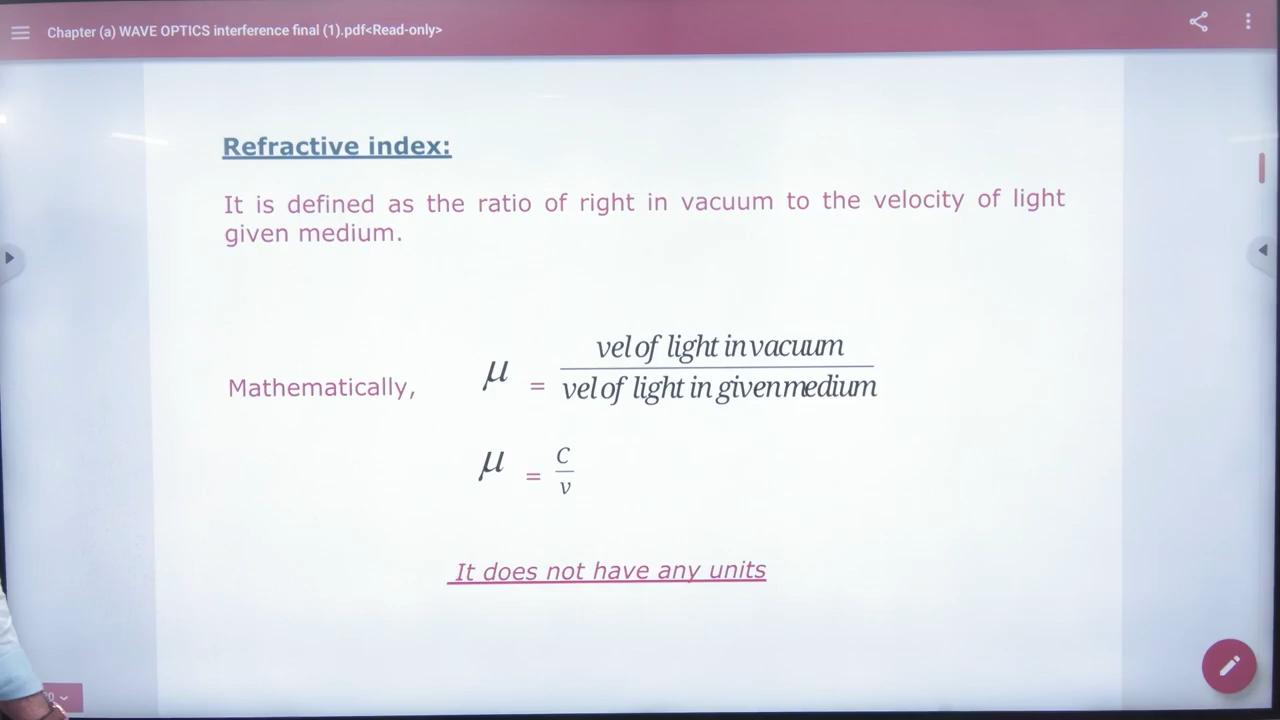 Chapter (a) WAVE OPTICS interference final (1).pdf<Read-only>
Refractive index:
It is defined as the ratio of right in vacuum to the velocity of light
given medium.
vel of light in vacuum
Mathematically, μ = vel of light in given medium
μ = C
v
It does not have any units